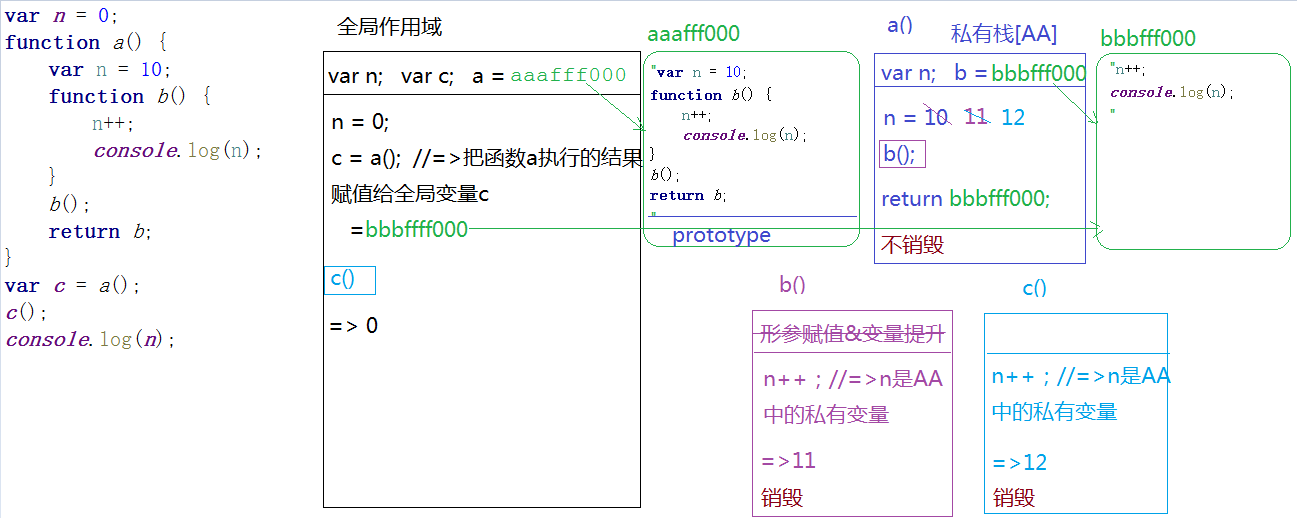 var n = 0;
function a() {
    var n = 10;
    function b() {
        n++;
        console.log(n);
    }
    b();
    return b;
}
var c = a();
c();
console.log(n);
全局作用域
var n;   var c;   a = aaafff000
n = 0;
c = a();  //=>把函数a执行的结果
赋值给全局变量c
=bbbffff000
c()
=> 0
aaafff000
"var n = 10;
function b() {
    n++;
    console.log(n);
}
b();
return b;
"
prototype
a()
私有栈[AA]
var n;   b = bbbfff000
n = 10  11  12
b();
return bbbfff000;
不销毁
bbbfff000
"n++;
console.log(n);
"
b()
形参赋值&变量提升
n++；//=>n是AA
中的私有变量
=>11
销毁
c()
n++；//=>n是AA
中的私有变量
=>12
销毁